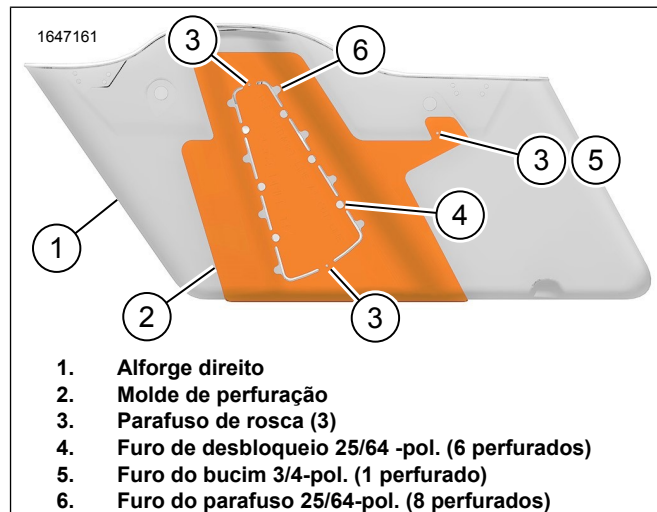 1647161
3
6
3
5
4
1
2
3
1. Alforge direito
2. Molde de perfuração
3. Parafuso de rosca (3)
4. Furo de desbloqueio 25/64 -pol. (6 perfurados)
5. Furo do bucim 3/4-pol. (1 perfurado)
6. Furo do parafuso 25/64-pol. (8 perfurados)